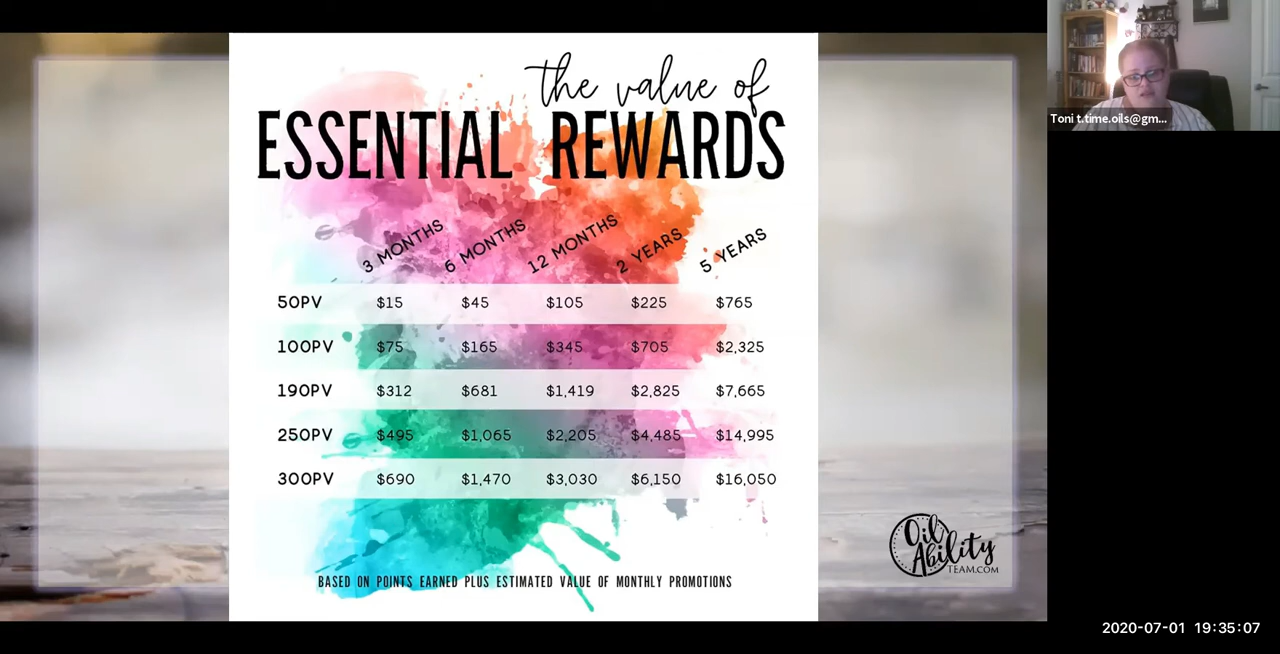 the value of
ESSENTIAL REWARDS
3 MONTHS 6 MONTHS 12 MONTHS 2 YEARS 5 YEARS
50PV $15 $45 $105 $225 $765
100PV $75 $165 $345 $705 $2,325
190PV $312 $681 $1,419 $2,825 $7,665
250PV $495 $1,065 $2,205 $4,485 $14,995
300PV $690 $1,470 $3,030 $6,150 $16,050
BASED ON POINTS EARNED PLUS ESTIMATED VALUE OF MONTHLY PROMOTIONS
Oil
Ability
TEAM.COM
Toni t.time.oils@gm...
2020-07-01 19:35:07